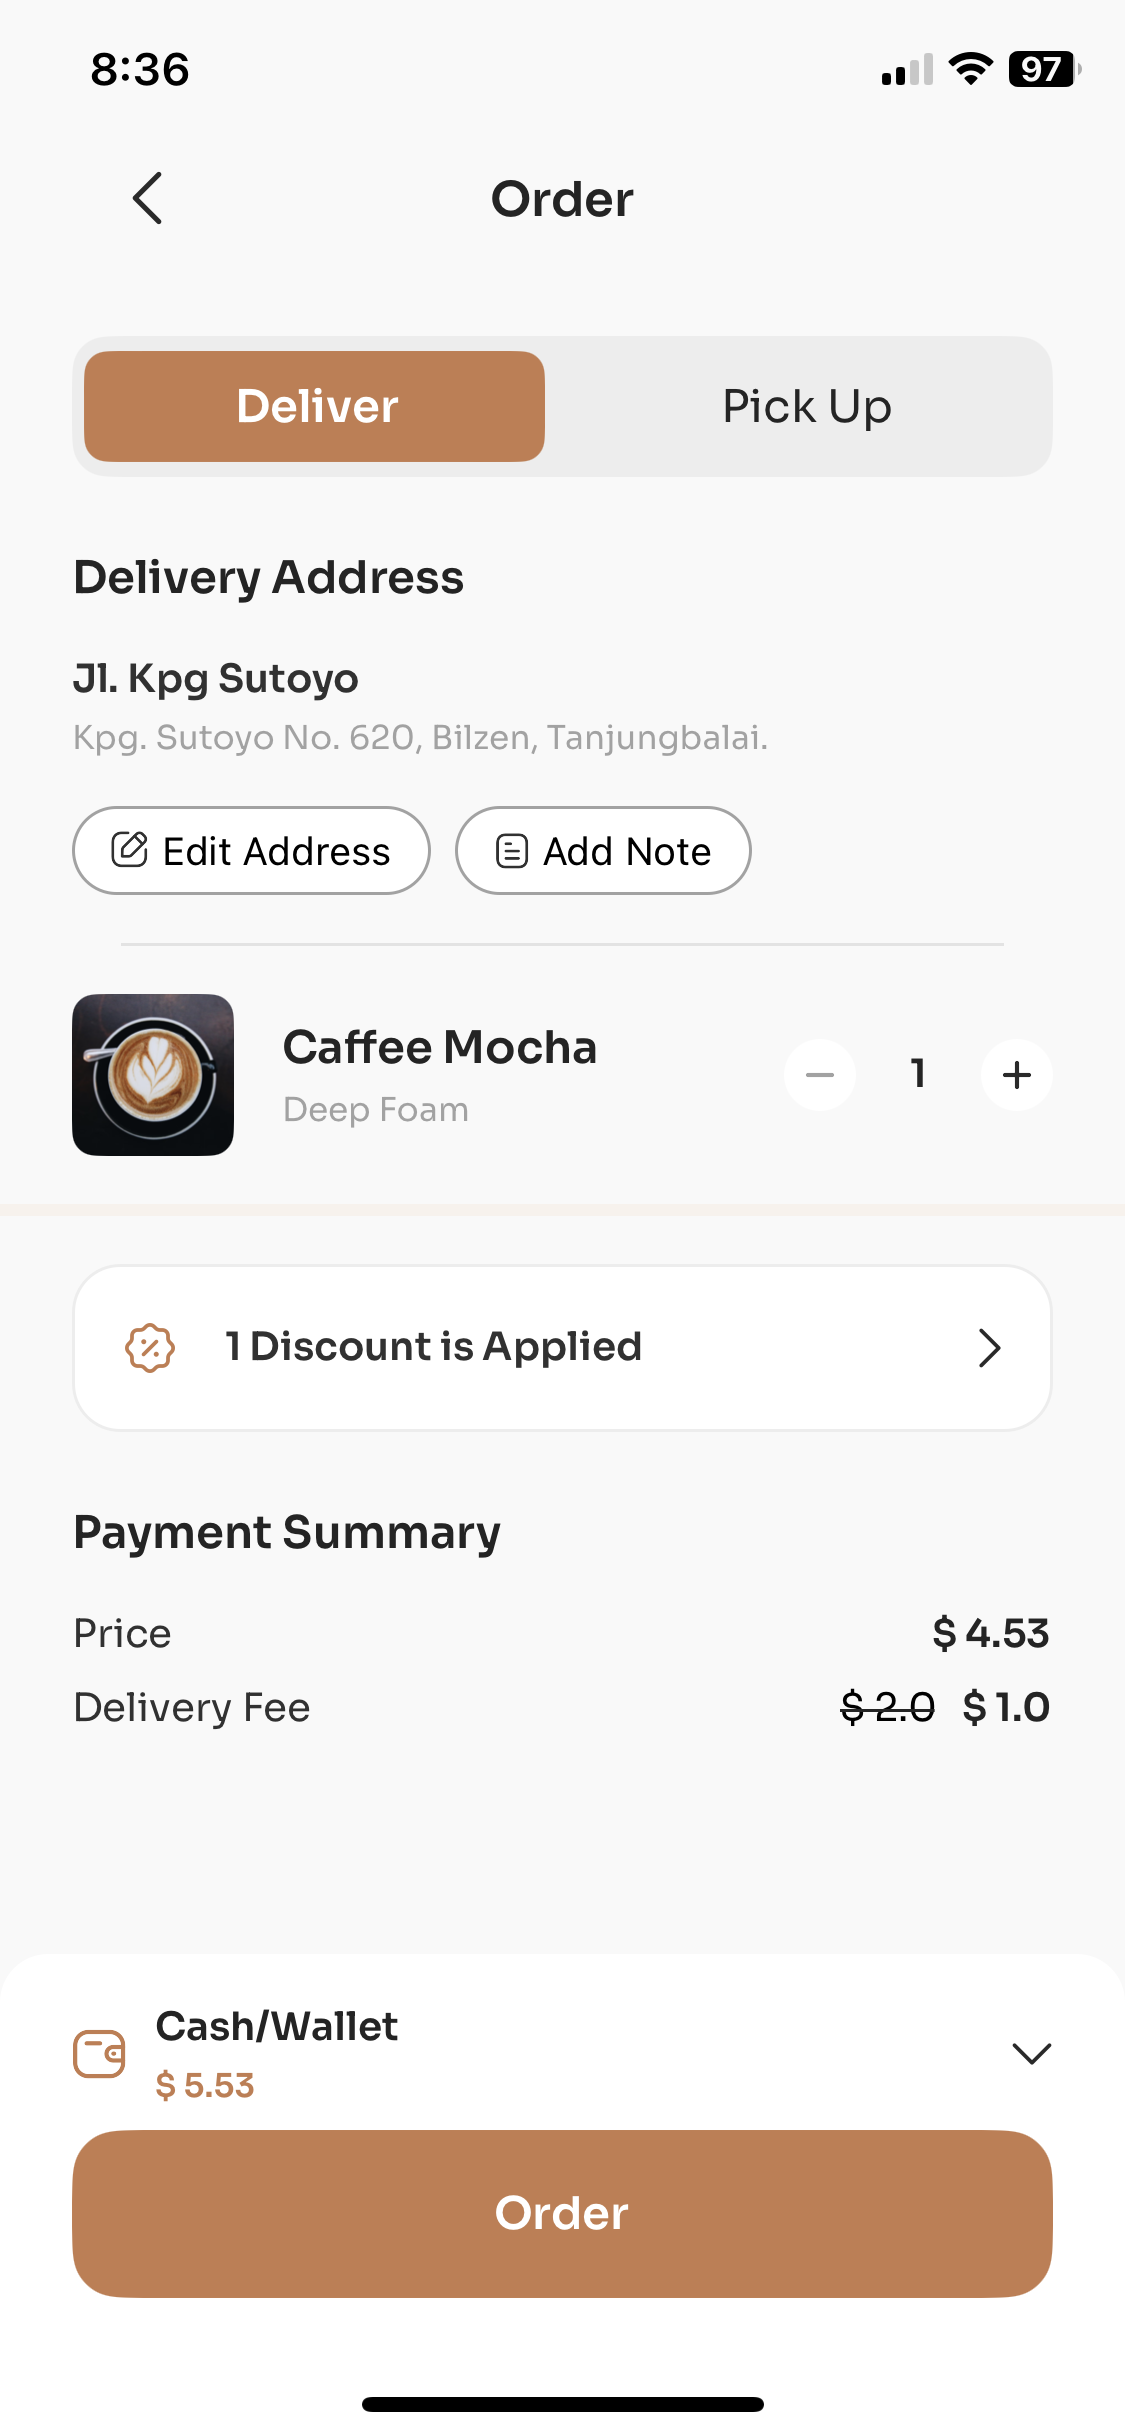 8:36
97
Order
Deliver
Pick Up
Delivery Address
Jl. Kpg Sutoyo
Kpg. Sutoyo No. 620, Bilzen, Tanjungbalai.
Edit Address
Add Note
Caffee Mocha
Deep Foam
1
1 Discount is Applied
Payment Summary
Price
$ 4.53
Delivery Fee
$ 2.0 $ 1.0
Cash/Wallet
$ 5.53
Order